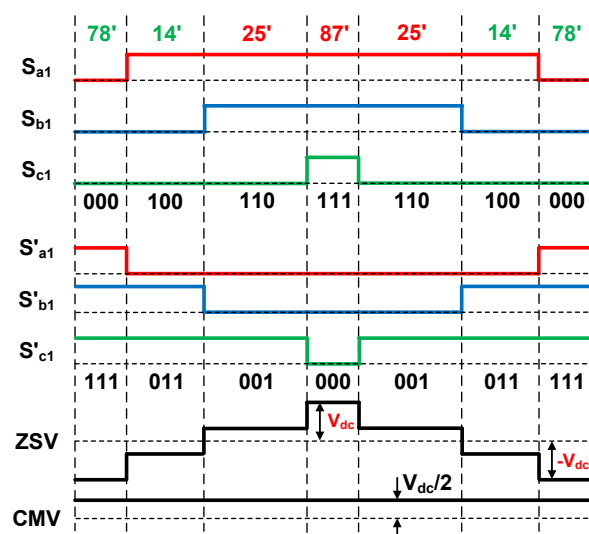 78' 14' 25' 87' 25' 14' 78'
Sa1
Sb1
Sc1
000 100 110 111 110 100 000
S'a1
S'b1
S'c1
111 011 001 000 001 011 111
ZSV Vdc -Vdc
Vdc/2
CMV